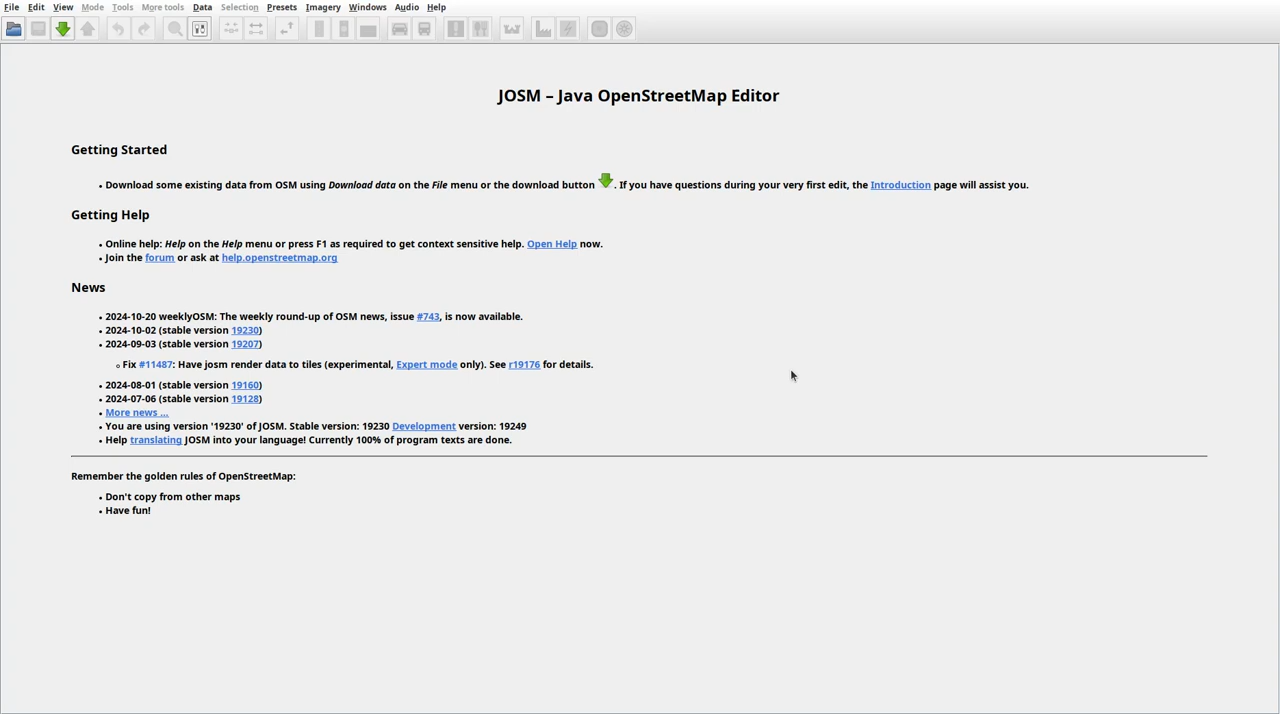 File Edit View Mode Tools More tools Data Selection Presets Imagery Windows Audio Help
JOSM – Java OpenStreetMap Editor
Getting Started
• Download some existing data from OSM using Download data on the File menu or the download button . If you have questions during your very first edit, the Introduction page will assist you.
Getting Help
• Online help: Help on the Help menu or press F1 as required to get context sensitive help. Open Help now.
• Join the forum or ask at help.openstreetmap.org
News
• 2024-10-20 weeklyOSM: The weekly round-up of OSM news, issue #743, is now available.
• 2024-10-02 (stable version 19230)
• 2024-09-03 (stable version 19207)
◦ Fix #11487: Have josm render data to tiles (experimental, Expert mode only). See r19176 for details.
• 2024-08-01 (stable version 19160)
• 2024-07-06 (stable version 19128)
• More news ...
• You are using version '19230' of JOSM. Stable version: 19230 Development version: 19249
• Help translating JOSM into your language! Currently 100% of program texts are done.
Remember the golden rules of OpenStreetMap:
• Don't copy from other maps
• Have fun!